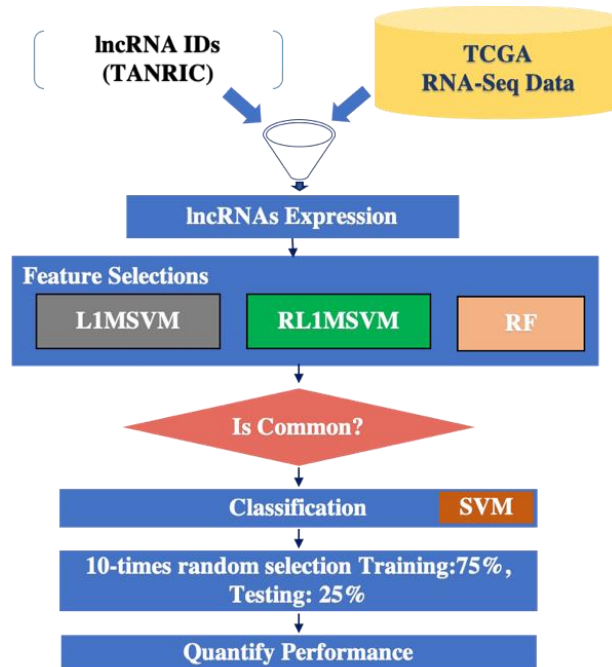 lncRNA IDs
(TANRIC)
TCGA
RNA-Seq Data
lncRNAs Expression
Feature Selections
L1MSVM
RL1MSVM
RF
Is Common?
Classification
SVM
10-times random selection Training:75%,
Testing: 25%
Quantify Performance